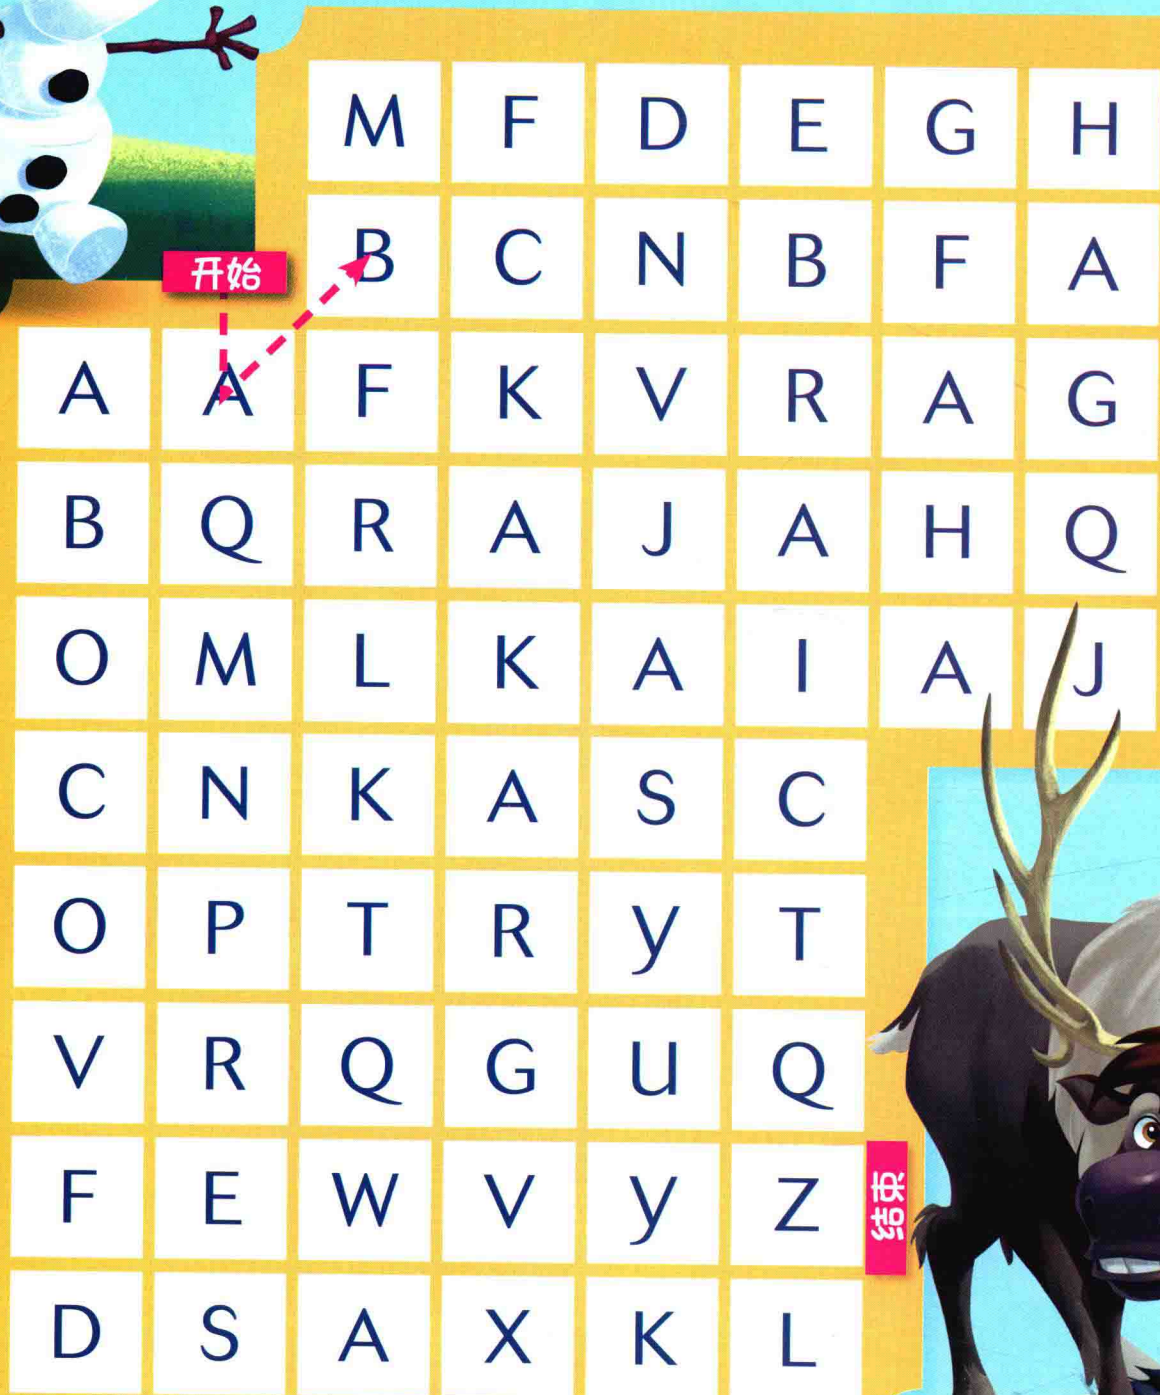 M F D E G H
B C N B F A
开始
A A F K V R A G
B Q R A J A H Q
O M L K A I A J
C N K A S C
O P T R y T
V R Q G U Q
F E W V y Z
结束
D S A X K L